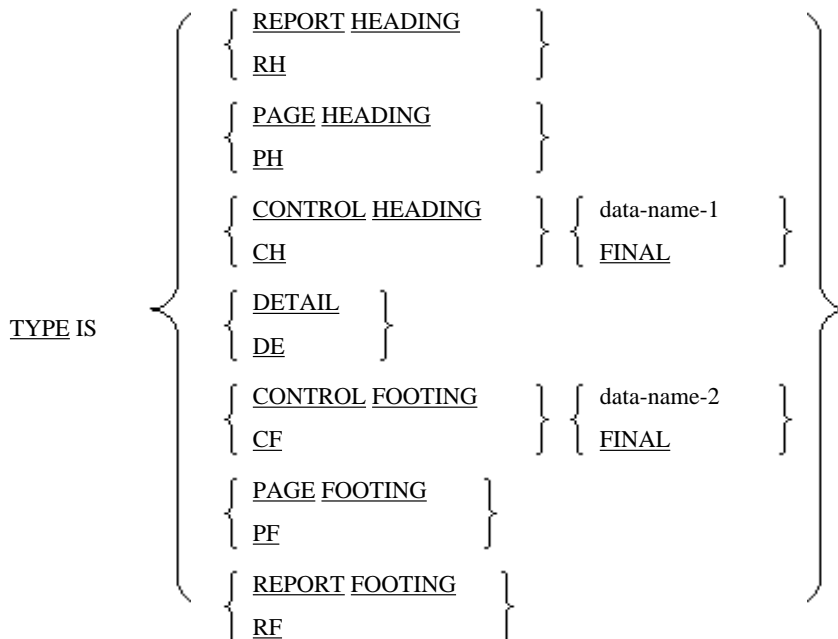 REPORT HEADING
RH
PAGE HEADING
PH
CONTROL HEADING data-name-1
CH FINAL
DETAIL
TYPE IS
DE
CONTROL FOOTING data-name-2
CF FINAL
PAGE FOOTING
PF
REPORT FOOTING
RF